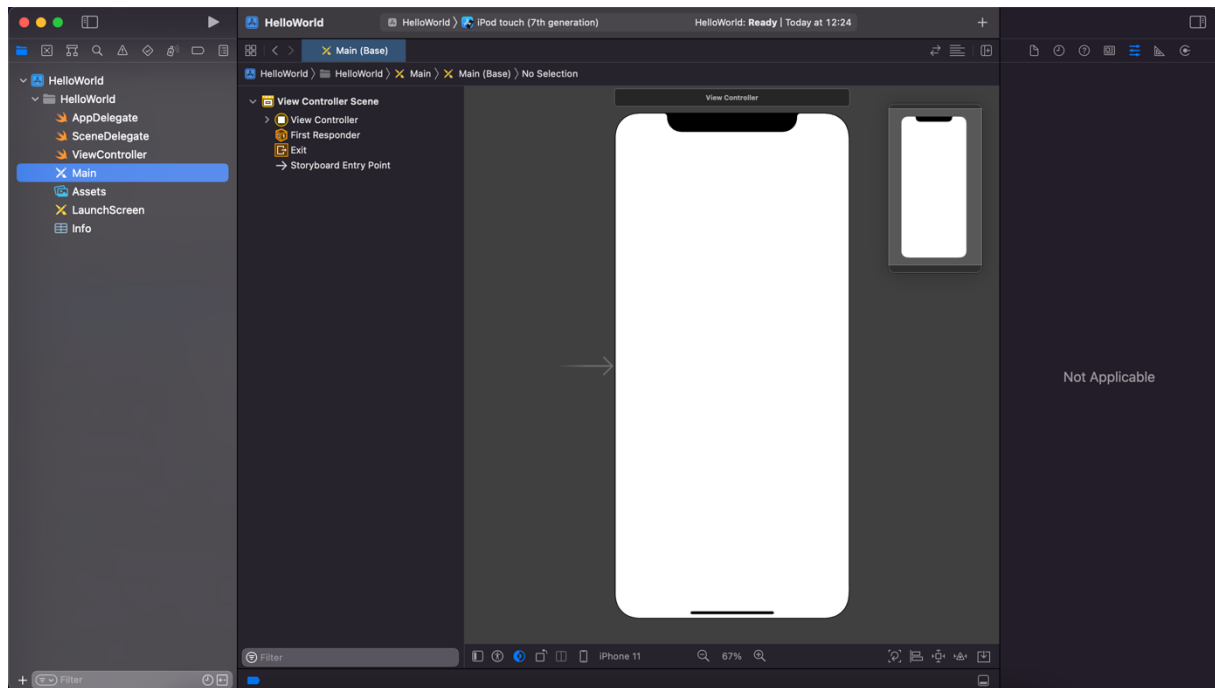 HelloWorld
HelloWorld 〉 iPod touch (7th generation)
HelloWorld: Ready | Today at 12:24
Main (Base)
HelloWorld 〉 HelloWorld 〉 Main 〉 Main (Base) 〉 No Selection
HelloWorld
HelloWorld
AppDelegate
SceneDelegate
ViewController
Main
Assets
LaunchScreen
Info
Filter
View Controller Scene
View Controller
First Responder
Exit
Storyboard Entry Point
Filter
View Controller
iPhone 11
67%
Not Applicable